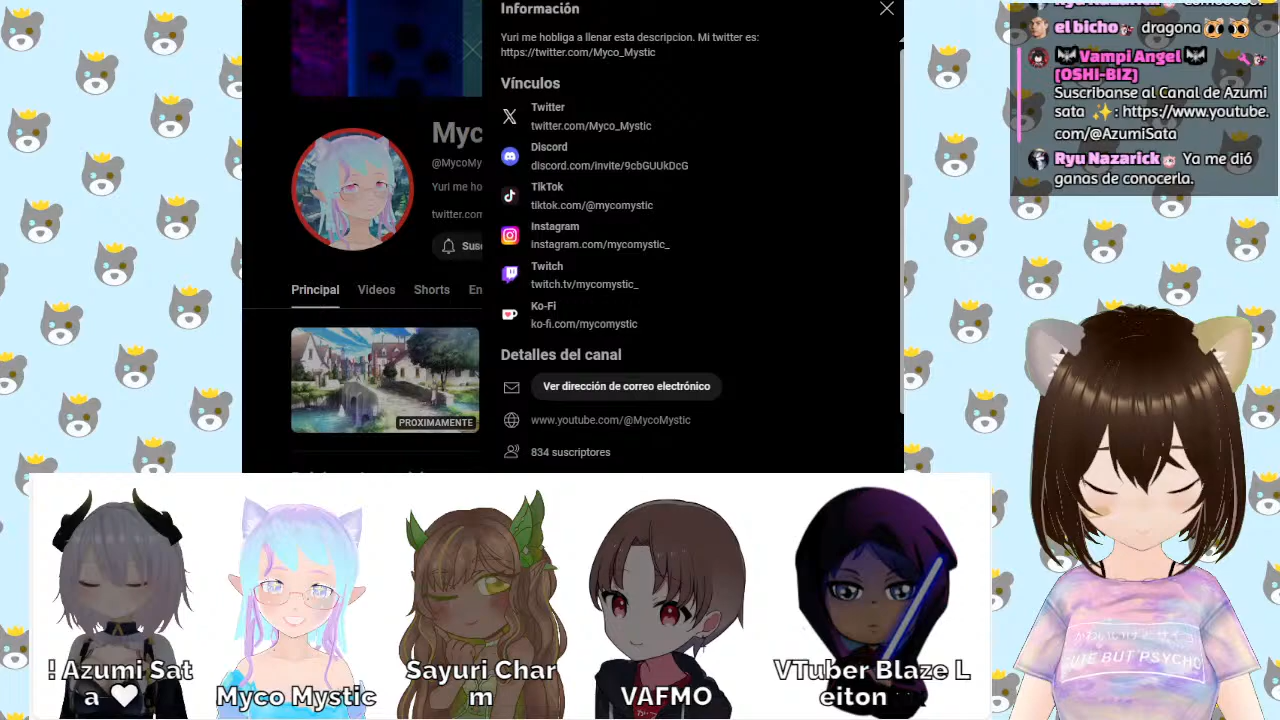 Información
Yuri me hobliga a llenar esta descripcion. Mi twitter es:
https://twitter.com/Myco_Mystic
Vínculos
Twitter
twitter.com/Myco_Mystic
Discord
discord.com/invite/9cbGUUkDcG
TikTok
tiktok.com/@mycomystic
Instagram
instagram.com/mycomystic_
Twitch
twitch.tv/mycomystic_
Ko-Fi
ko-fi.com/mycomystic
Detalles del canal
Ver dirección de correo electrónico
www.youtube.com/@MycoMystic
834 suscriptores
Myc
@MycoMy
Yuri me ho
twitter.com
Susc
Principal
Videos
Shorts
En
PROXIMAMENTE
el bicho dragona
Vampi Angel
[OSHI-BIZ]
Suscribanse al Canal de Azumi
sata ✨: https://www.youtube.
com/@AzumiSata
Ryu Nazarick Ya me dió
ganas de conocerla.
! Azumi Sat
a ♥
Myco Mystic
Sayuri Char
m
VAFMO
VTuber Blaze L
eiton
UTE BUT PSYCHO